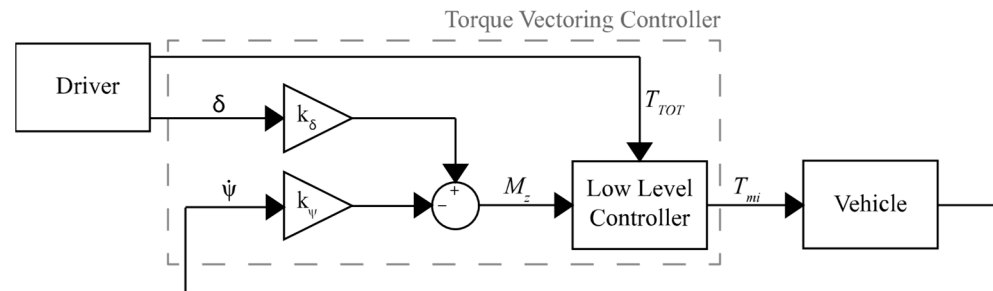 Torque Vectoring Controller
Driver
δ
k_δ
T_TOT
ψ̇
k_ψ
+
−
M_z
Low Level
Controller
T_mi
Vehicle